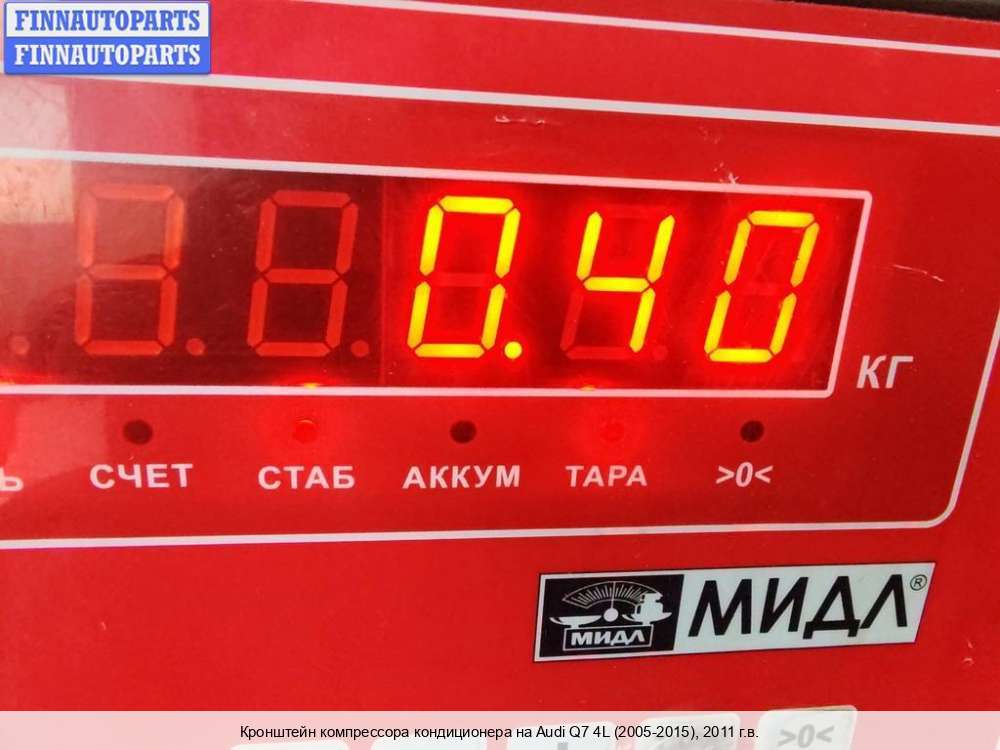 FINNAUTOPARTS
FINNAUTOPARTS
0.40
КГ
СЧЕТ СТАБ АККУМ ТАРА >0<
МИДЛ МИДЛ®
>0<
Кронштейн компрессора кондиционера на Audi Q7 4L (2005-2015), 2011 г.в.